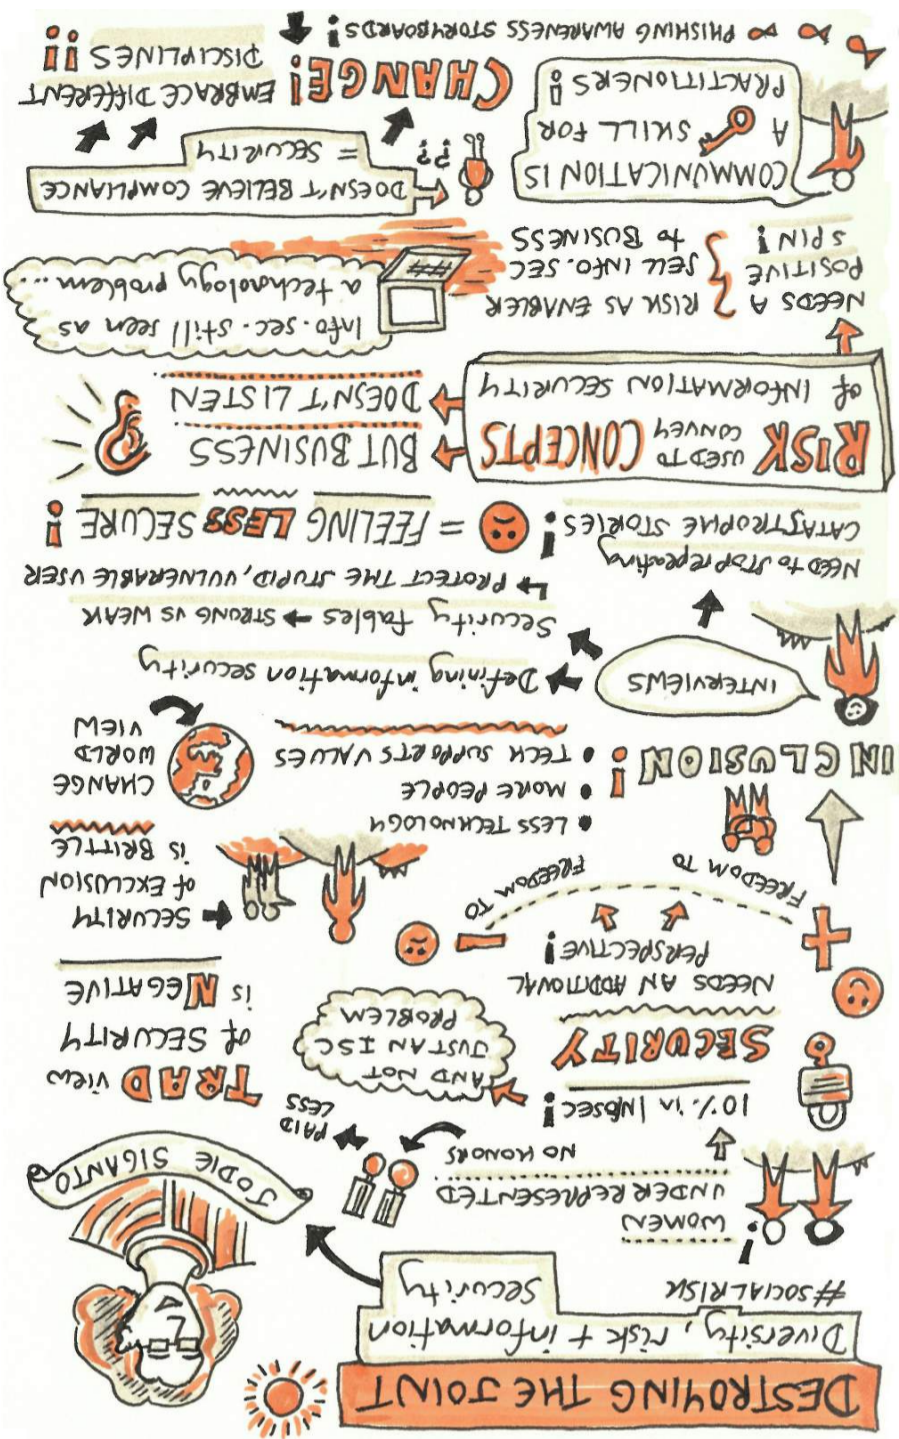 DESTROYING THE JOINT
Diversity, risk + information
Security
JODIE SIGANTO
#SOCIALRISK
WOMEN
UNDER REPRESENTED
NO HONORS
PAID
LESS
10% in INFOSEC!
AND NOT
JUST AN ISC
PROBLEM
TRAD view
of SECURITY
is NEGATIVE
SECURITY
NEEDS AN ADDITIONAL
PERSPECTIVE!
FREEDOM TO
FREEDOM TO
SECURITY
of EXCLUSION
is BRITTLE
INCLUSION!
• LESS TECHNOLOGY
• MORE PEOPLE
• TECH SUPPORTS VALUES
CHANGE
WORLD
VIEW
INTERVIEWS
Defining information security
Security fables → STRONG VS WEAK
↳ PROTECT THE STUPID, VULNERABLE USER
= FEELING LESS SECURE!
NEED to STOP repeating
CATASTROPHE STORIES!
RISK USED TO CONVEY CONCEPTS
of INFORMATION SECURITY
BUT BUSINESS
DOESN'T LISTEN
NEEDS A
POSITIVE
SPIN!
RISK AS ENABLER
SELL INFO.SEC
to BUSINESS
Info.sec. still seen as
a technology problem...
##
COMMUNICATION IS
A SKILL FOR
PRACTITIONERS!
??
DOESN'T BELIEVE COMPLIANCE
= SECURITY
CHANGE!
EMBRACE DIFFERENT
DISCIPLINES !!
PHISHING AWARENESS STORYBOARDS!